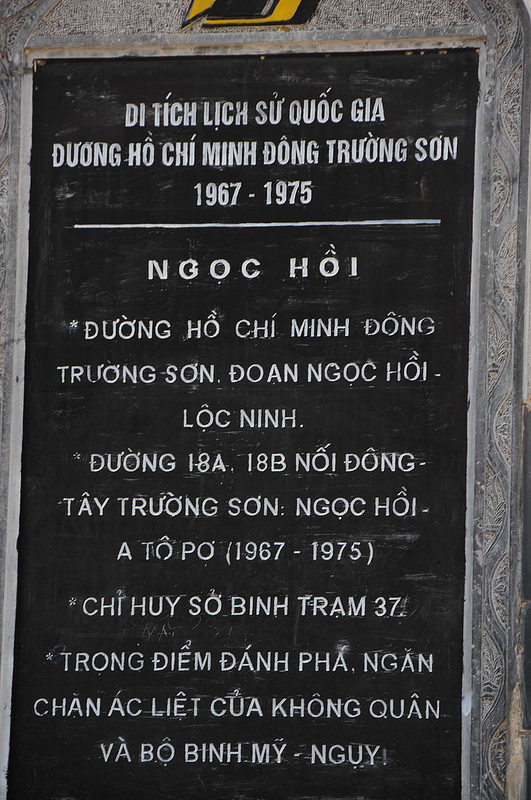 DI TÍCH LỊCH SỬ QUỐC GIA
ĐƯỜNG HỒ CHÍ MINH ĐÔNG TRƯỜNG SƠN
1967 - 1975
NGỌC HỒI
*ĐƯỜNG HỒ CHÍ MINH ĐÔNG
TRƯỜNG SƠN. ĐOẠN NGỌC HỒI -
LỘC NINH.
*ĐƯỜNG 18A, 18B NỐI ĐÔNG-
TÂY TRƯỜNG SƠN: NGỌC HỒI-
A TÔ PƠ (1967 - 1975)
*CHỈ HUY SỞ BINH TRẠM 37.
*TRỌNG ĐIỂM ĐÁNH PHÁ, NGĂN
CHẶN ÁC LIỆT CỦA KHÔNG QUÂN
VÀ BỘ BINH MỸ - NGỤY.